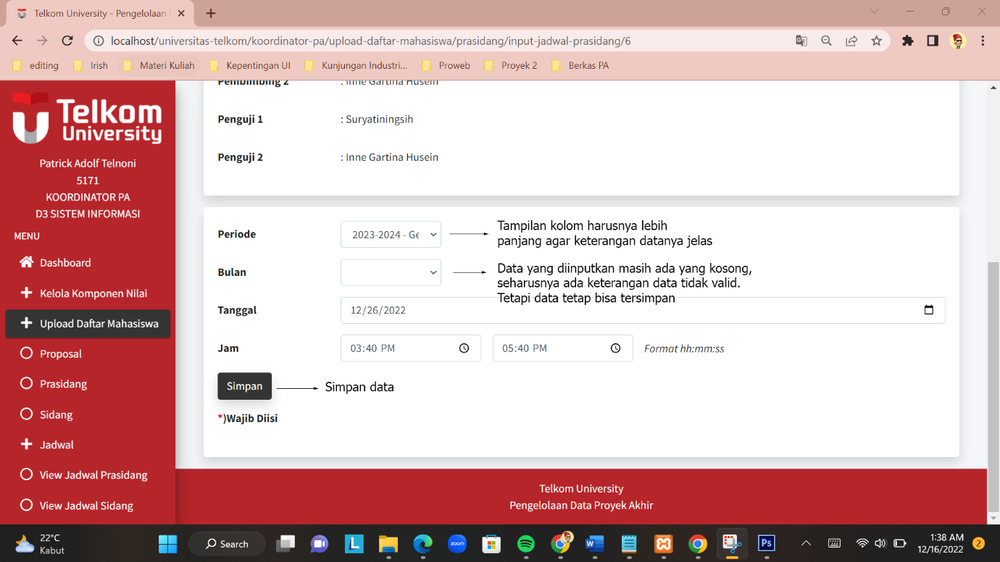 Telkom University - Pengelolaan
localhost/universitas-telkom/koordinator-pa/upload-daftar-mahasiswa/prasidang/input-jadwal-prasidang/6
editing
Irish
Materi Kuliah
Kepentingan UI
Kunjungan Industri...
Proweb
Proyek 2
Berkas PA
Telkom
University
Patrick Adolf Telnoni
5171
KOORDINATOR PA
D3 SISTEM INFORMASI
MENU
Dashboard
Kelola Komponen Nilai
Upload Daftar Mahasiswa
Proposal
Prasidang
Sidang
Jadwal
View Jadwal Prasidang
View Jadwal Sidang
Pembimbing 2 : Inne Gartina Husein
Penguji 1 : Suryatiningsih
Penguji 2 : Inne Gartina Husein
Periode 2023-2024 - Ge
Tampilan kolom harusnya lebih
panjang agar keterangan datanya jelas
Bulan
Data yang diinputkan masih ada yang kosong,
seharusnya ada keterangan data tidak valid.
Tetapi data tetap bisa tersimpan
Tanggal 12/26/2022
Jam 03:40 PM 05:40 PM Format hh:mm:ss
Simpan Simpan data
*)Wajib Diisi
Telkom University
Pengelolaan Data Proyek Akhir
22°C
Kabut
Search
L
zoom
W
Ps
1:38 AM
12/16/2022
2